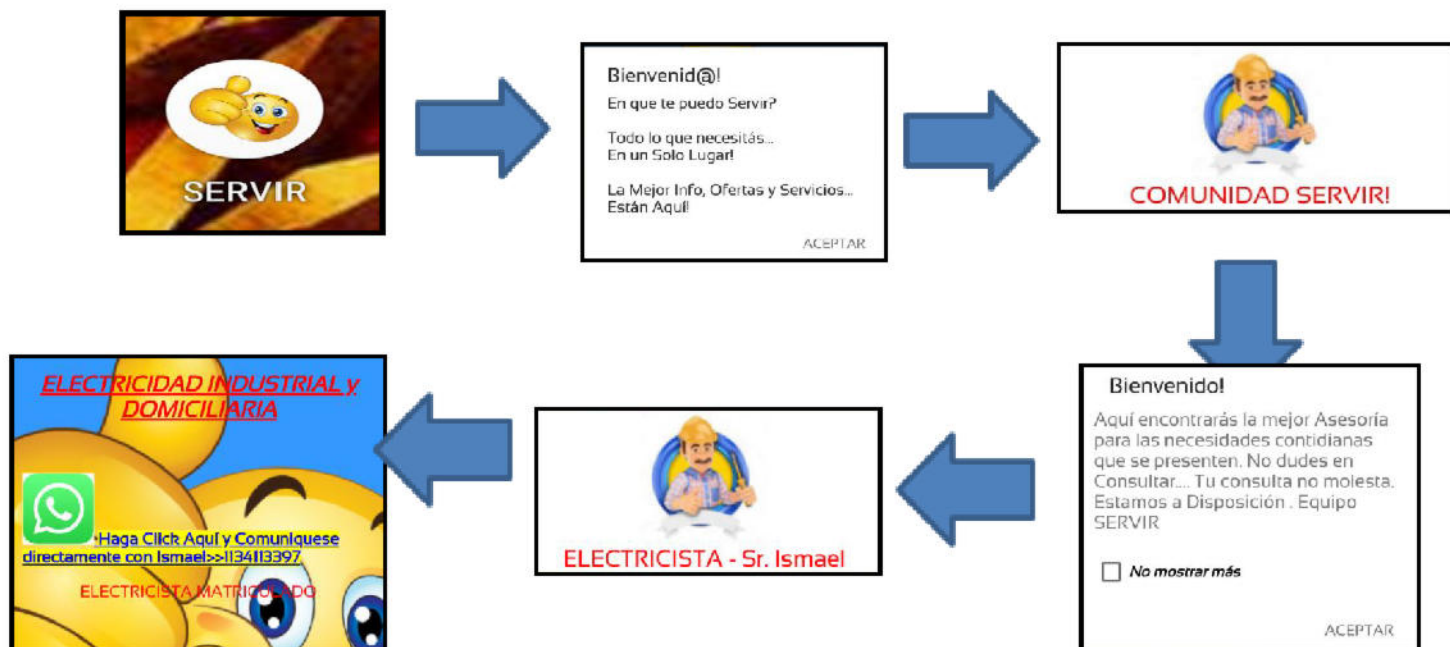 SERVIR
Bienvenid@!
En que te puedo Servir?
Todo lo que necesitás...
En un Solo Lugar!
La Mejor Info, Ofertas y Servicios...
Están Aquí!
ACEPTAR
COMUNIDAD SERVIR!
Bienvenido!
Aquí encontrarás la mejor Asesoría
para las necesidades contidianas
que se presenten. No dudes en
Consultar.... Tu consulta no molesta.
Estamos a Disposición . Equipo
SERVIR
No mostrar más
ACEPTAR
ELECTRICISTA - Sr. Ismael
ELECTRICIDAD INDUSTRIAL y
DOMICILIARIA
Haga Click Aquí y Comuniquese
directamente con Ismael>>1134113397
ELECTRICISTA MATRICULADO